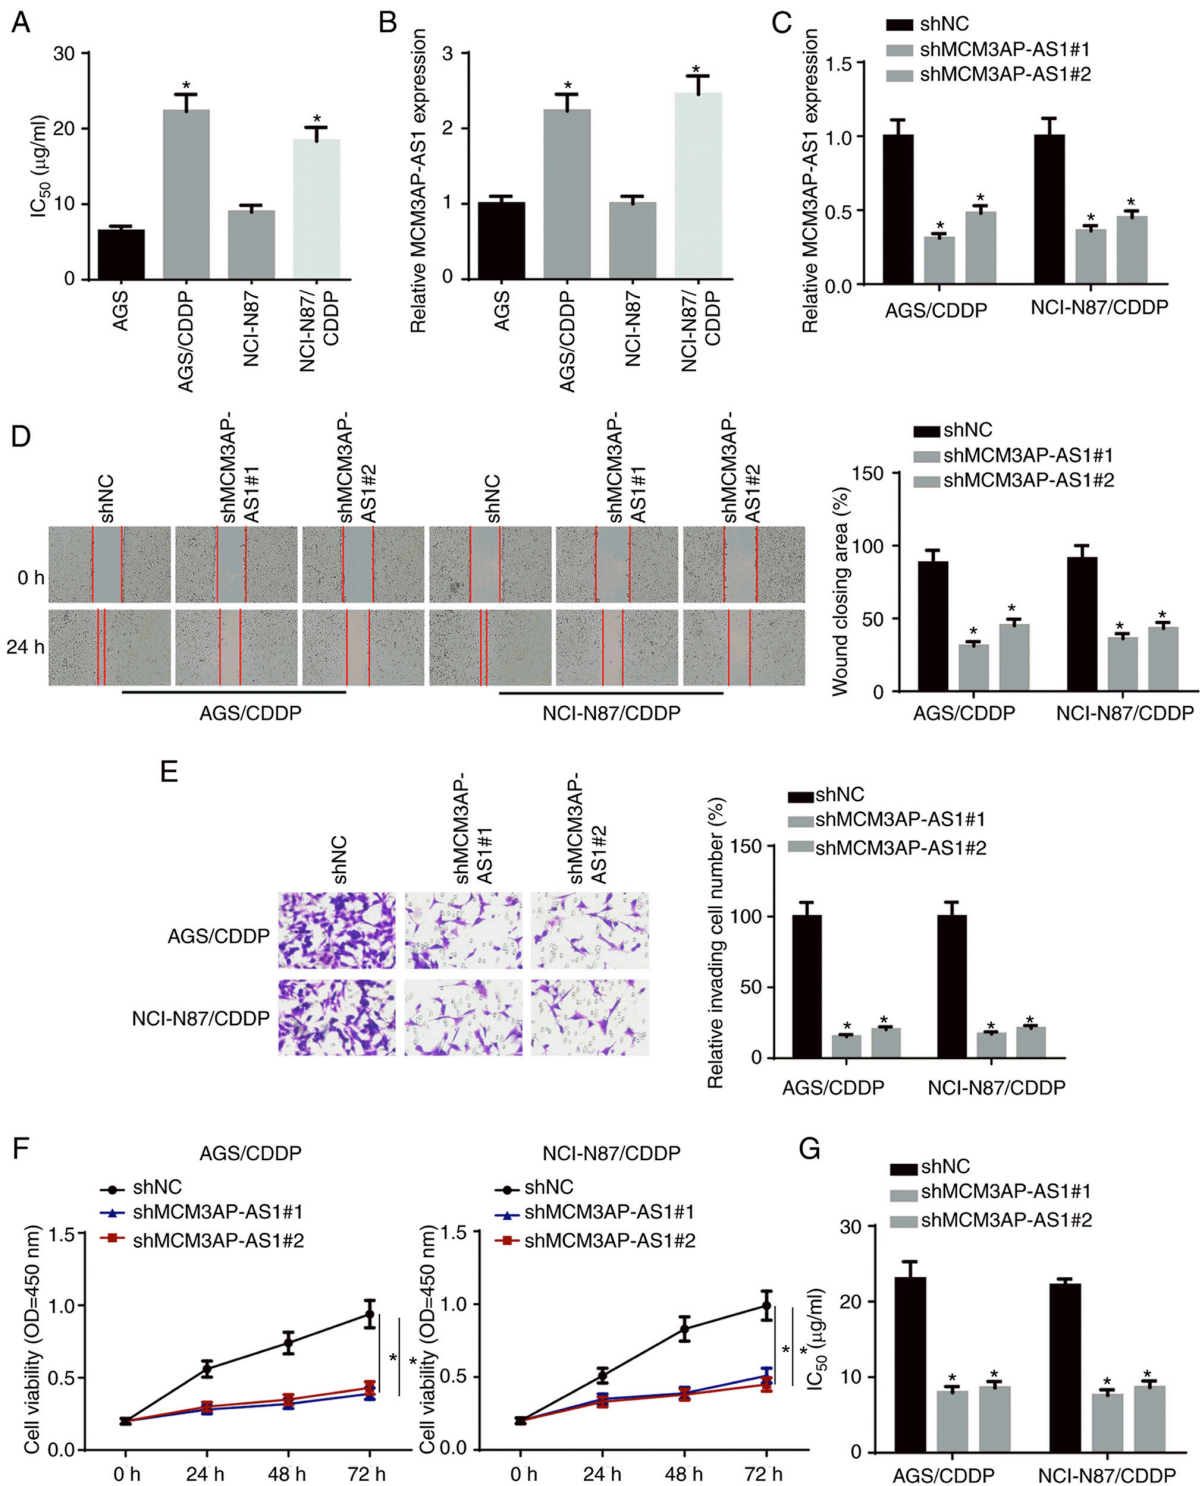 A
IC50 (µg/ml)
30
20
10
0
*
*
AGS
AGS/CDDP
NCI-N87
NCI-N87/
CDDP
B
Relative MCM3AP-AS1 expression
3
2
1
0
*
*
AGS
AGS/CDDP
NCI-N87
NCI-N87/
CDDP
C
shNC
shMCM3AP-AS1#1
shMCM3AP-AS1#2
Relative MCM3AP-AS1 expression
1.5
1.0
0.5
0.0
*
*
*
*
AGS/CDDP
NCI-N87/CDDP
D
shNC
shMCM3AP-
AS1#1
shMCM3AP-
AS1#2
shNC
shMCM3AP-
AS1#1
shMCM3AP-
AS1#2
0 h
24 h
AGS/CDDP
NCI-N87/CDDP
shNC
shMCM3AP-AS1#1
shMCM3AP-AS1#2
Wound closing area (%)
150
100
50
0
*
*
*
*
AGS/CDDP
NCI-N87/CDDP
E
shNC
shMCM3AP-
AS1#1
shMCM3AP-
AS1#2
AGS/CDDP
NCI-N87/CDDP
shNC
shMCM3AP-AS1#1
shMCM3AP-AS1#2
Relative invading cell number (%)
150
100
50
0
*
*
*
*
AGS/CDDP
NCI-N87/CDDP
F
AGS/CDDP
shNC
shMCM3AP-AS1#1
shMCM3AP-AS1#2
Cell viability (OD=450 nm)
1.5
1.0
0.5
0.0
*
*
0 h
24 h
48 h
72 h
NCI-N87/CDDP
shNC
shMCM3AP-AS1#1
shMCM3AP-AS1#2
Cell viability (OD=450 nm)
1.5
1.0
0.5
0.0
*
*
0 h
24 h
48 h
72 h
G
shNC
shMCM3AP-AS1#1
shMCM3AP-AS1#2
IC50 (µg/ml)
30
20
10
0
*
*
*
*
AGS/CDDP
NCI-N87/CDDP